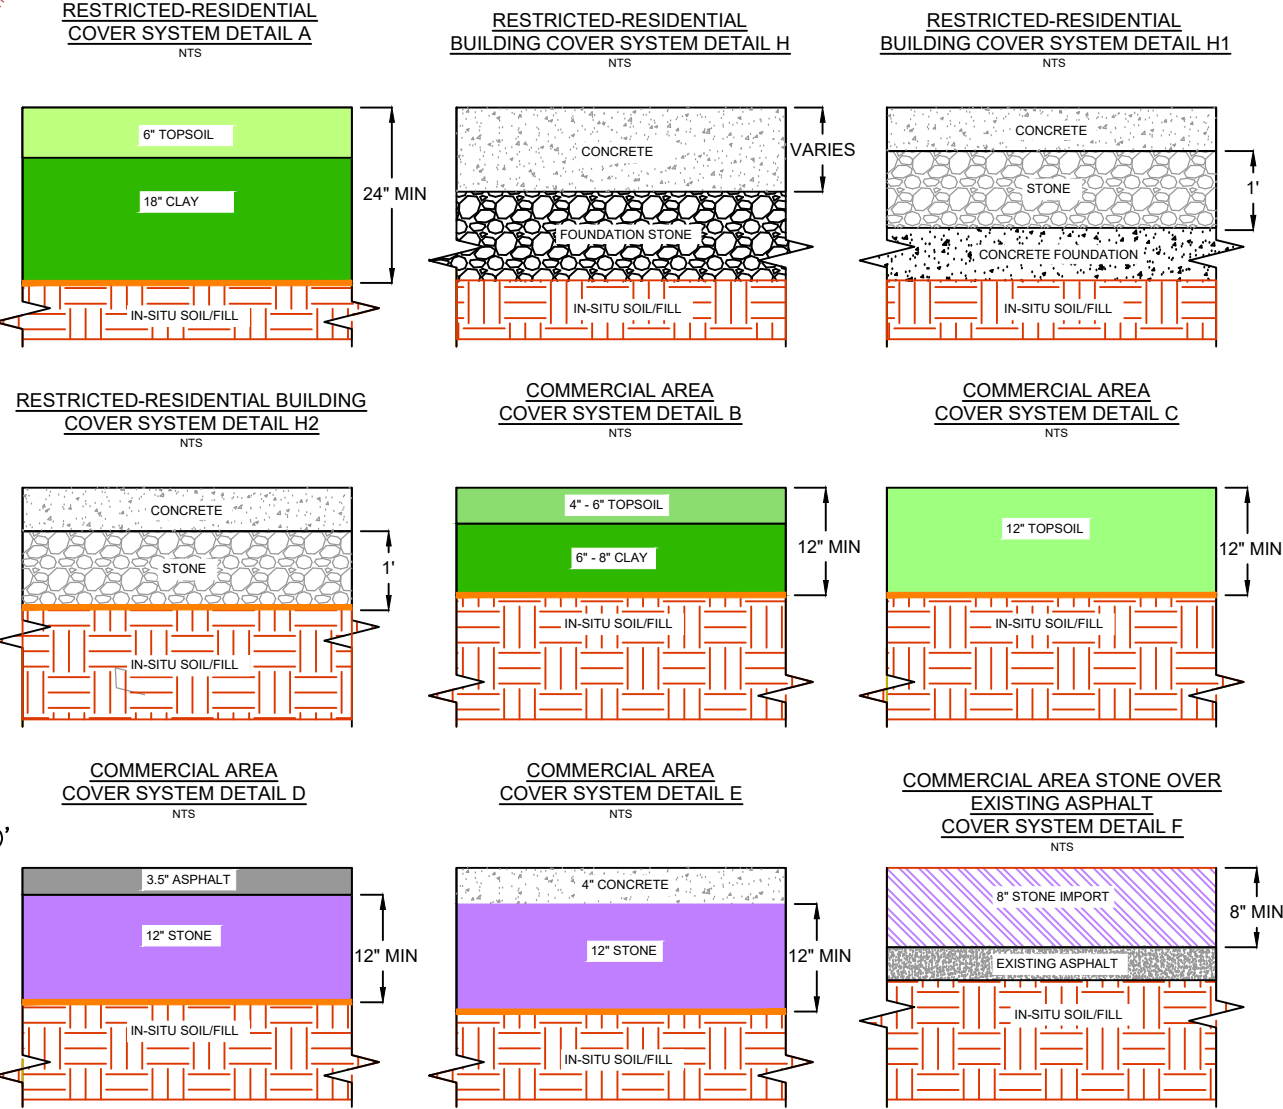 RESTRICTED-RESIDENTIAL
COVER SYSTEM DETAIL A
NTS
6" TOPSOIL
18" CLAY
24" MIN
IN-SITU SOIL/FILL
RESTRICTED-RESIDENTIAL
BUILDING COVER SYSTEM DETAIL H
NTS
CONCRETE
VARIES
FOUNDATION STONE
IN-SITU SOIL/FILL
RESTRICTED-RESIDENTIAL
BUILDING COVER SYSTEM DETAIL H1
NTS
CONCRETE
STONE
1'
CONCRETE FOUNDATION
IN-SITU SOIL/FILL
RESTRICTED-RESIDENTIAL BUILDING
COVER SYSTEM DETAIL H2
NTS
CONCRETE
STONE
1'
IN-SITU SOIL/FILL
COMMERCIAL AREA
COVER SYSTEM DETAIL B
NTS
4" - 6" TOPSOIL
6" - 8" CLAY
12" MIN
IN-SITU SOIL/FILL
COMMERCIAL AREA
COVER SYSTEM DETAIL C
NTS
12" TOPSOIL
12" MIN
IN-SITU SOIL/FILL
COMMERCIAL AREA
COVER SYSTEM DETAIL D
NTS
3.5" ASPHALT
12" STONE
12" MIN
IN-SITU SOIL/FILL
COMMERCIAL AREA
COVER SYSTEM DETAIL E
NTS
4" CONCRETE
12" STONE
12" MIN
IN-SITU SOIL/FILL
COMMERCIAL AREA STONE OVER
EXISTING ASPHALT
COVER SYSTEM DETAIL F
NTS
8" STONE IMPORT
8" MIN
EXISTING ASPHALT
IN-SITU SOIL/FILL